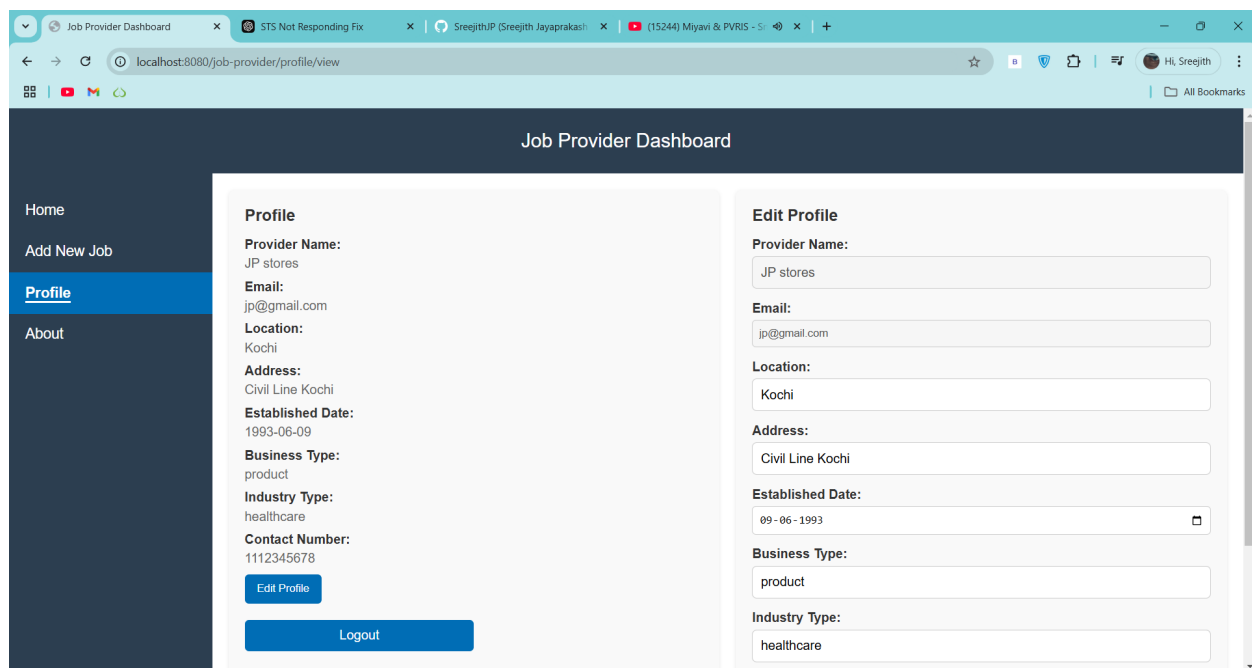 Job Provider Dashboard
STS Not Responding Fix
SreejithJP (Sreejith Jayaprakash
(15244) Miyavi & PVRIS - Sn
localhost:8080/job-provider/profile/view
B
Hi, Sreejith
All Bookmarks
Job Provider Dashboard
Home
Add New Job
Profile
About
Profile
Provider Name:
JP stores
Email:
jp@gmail.com
Location:
Kochi
Address:
Civil Line Kochi
Established Date:
1993-06-09
Business Type:
product
Industry Type:
healthcare
Contact Number:
1112345678
Edit Profile
Logout
Edit Profile
Provider Name:
JP stores
Email:
jp@gmail.com
Location:
Kochi
Address:
Civil Line Kochi
Established Date:
09-06-1993
Business Type:
product
Industry Type:
healthcare